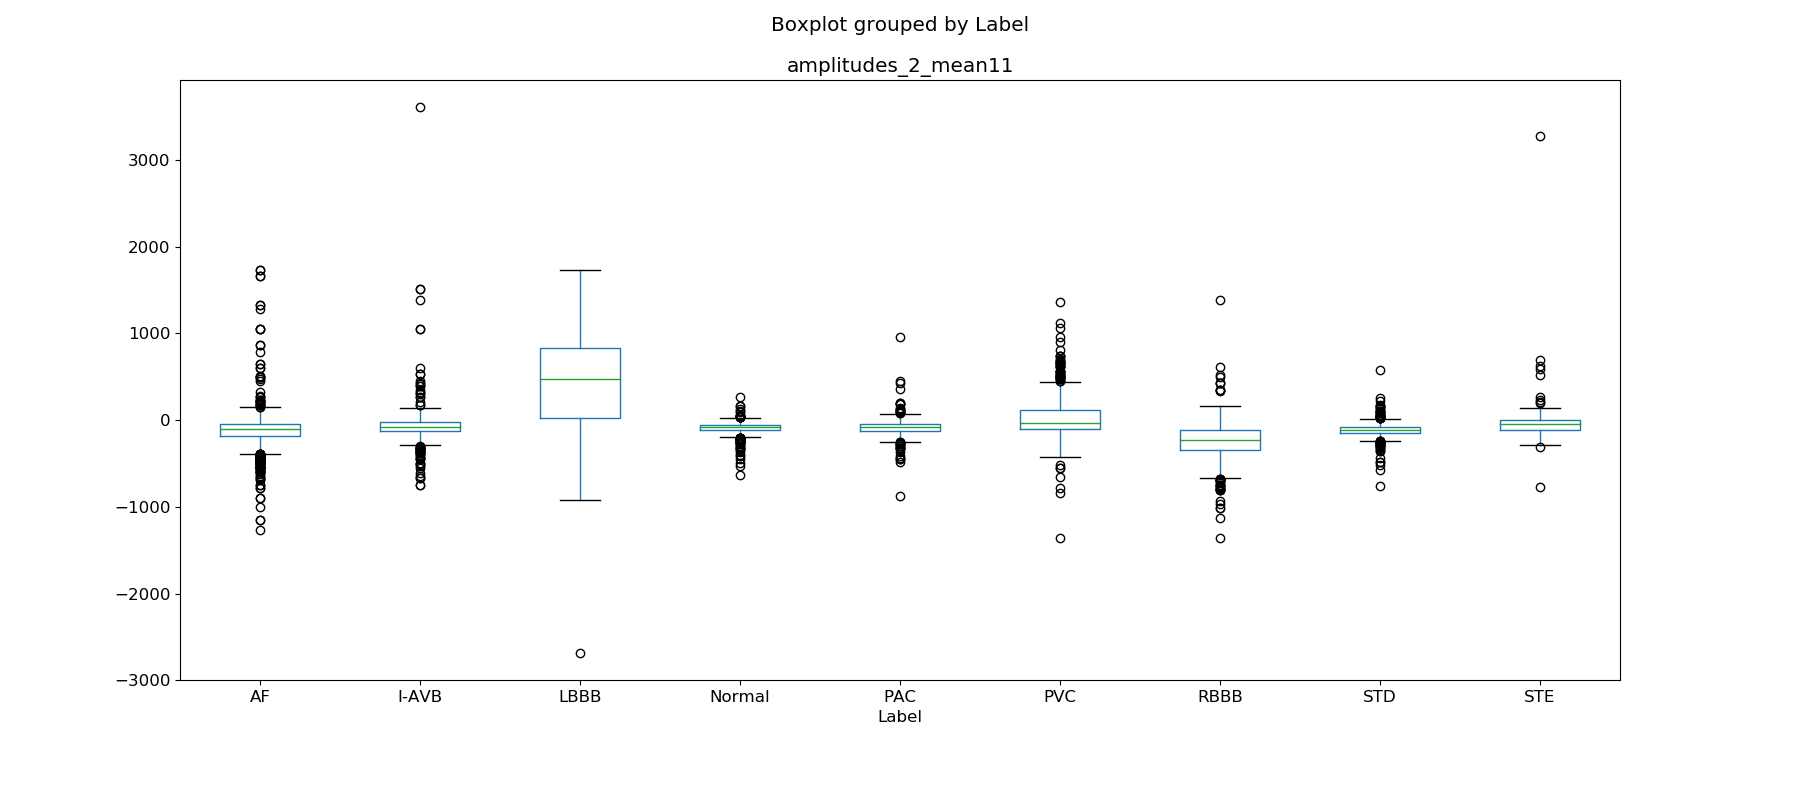 Boxplot grouped by Label
amplitudes_2_mean11
3000
2000
1000
0
−1000
−2000
−3000
AF I-AVB LBBB Normal PAC PVC RBBB STD STE
Label